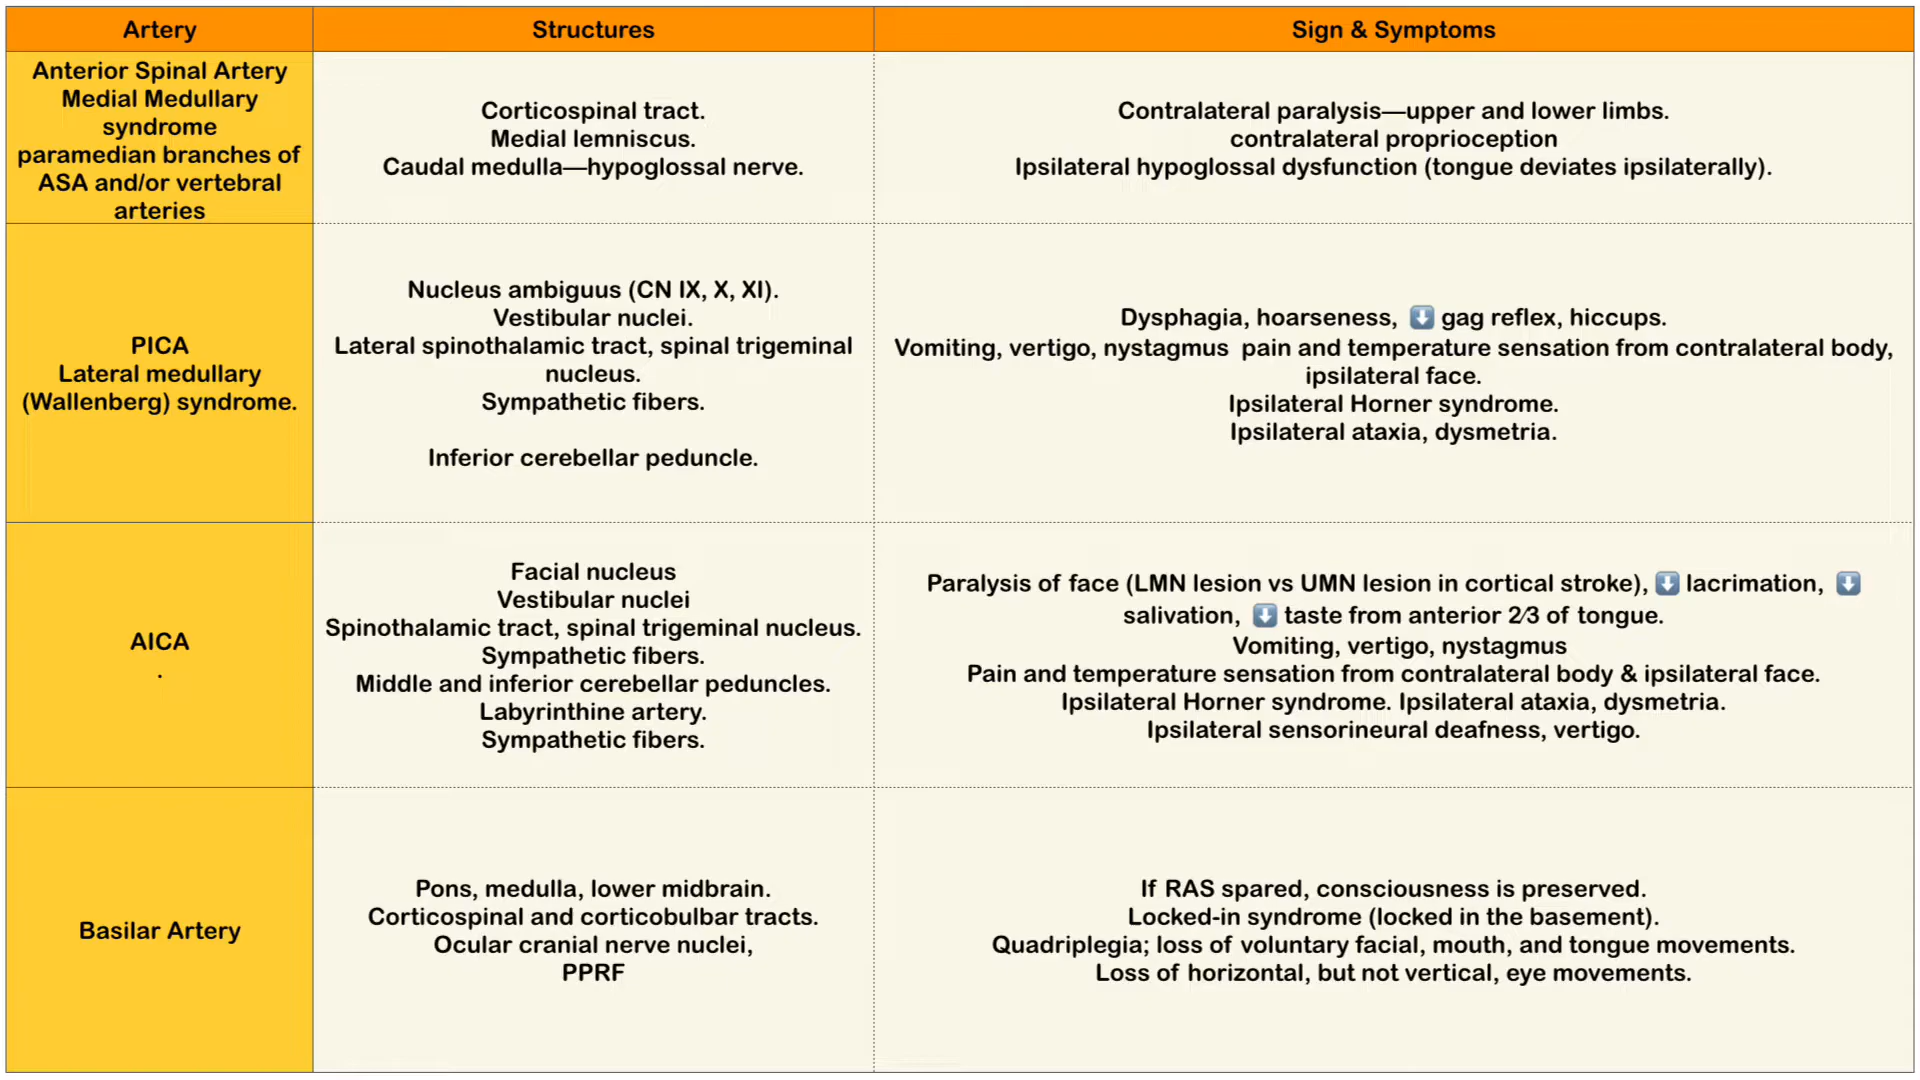 Artery
Structures
Sign & Symptoms
Anterior Spinal Artery
Medial Medullary
syndrome
paramedian branches of
ASA and/or vertebral
arteries
Corticospinal tract.
Medial lemniscus.
Caudal medulla—hypoglossal nerve.
Contralateral paralysis—upper and lower limbs.
contralateral proprioception
Ipsilateral hypoglossal dysfunction (tongue deviates ipsilaterally).
PICA
Lateral medullary
(Wallenberg) syndrome.
Nucleus ambiguus (CN IX, X, XI).
Vestibular nuclei.
Lateral spinothalamic tract, spinal trigeminal
nucleus.
Sympathetic fibers.
Inferior cerebellar peduncle.
Dysphagia, hoarseness, ⬇️ gag reflex, hiccups.
Vomiting, vertigo, nystagmus pain and temperature sensation from contralateral body,
ipsilateral face.
Ipsilateral Horner syndrome.
Ipsilateral ataxia, dysmetria.
AICA
.
Facial nucleus
Vestibular nuclei
Spinothalamic tract, spinal trigeminal nucleus.
Sympathetic fibers.
Middle and inferior cerebellar peduncles.
Labyrinthine artery.
Sympathetic fibers.
Paralysis of face (LMN lesion vs UMN lesion in cortical stroke), ⬇️ lacrimation, ⬇️
salivation, ⬇️ taste from anterior 2⁄3 of tongue.
Vomiting, vertigo, nystagmus
Pain and temperature sensation from contralateral body & ipsilateral face.
Ipsilateral Horner syndrome. Ipsilateral ataxia, dysmetria.
Ipsilateral sensorineural deafness, vertigo.
Basilar Artery
Pons, medulla, lower midbrain.
Corticospinal and corticobulbar tracts.
Ocular cranial nerve nuclei,
PPRF
If RAS spared, consciousness is preserved.
Locked-in syndrome (locked in the basement).
Quadriplegia; loss of voluntary facial, mouth, and tongue movements.
Loss of horizontal, but not vertical, eye movements.